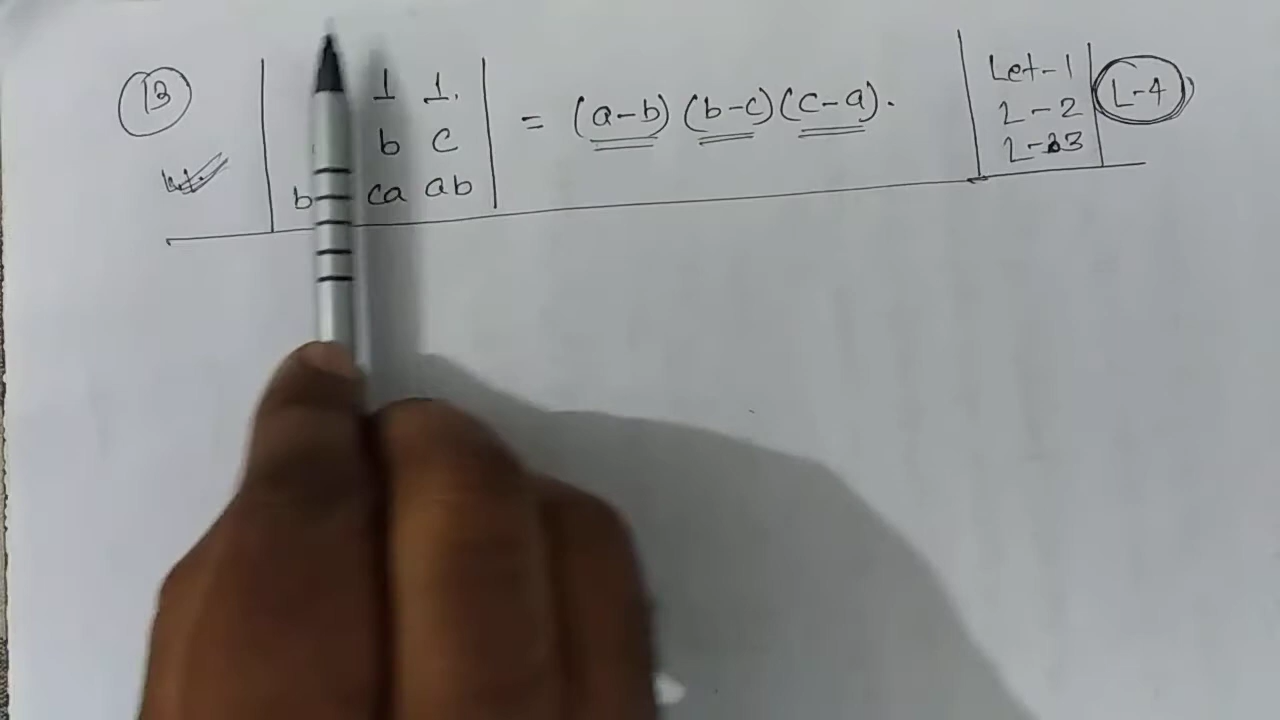 13
1 1.
b c
b ca ab
= (a-b) (b-c) (c-a).
Let-1
L-2
L-3
L-4